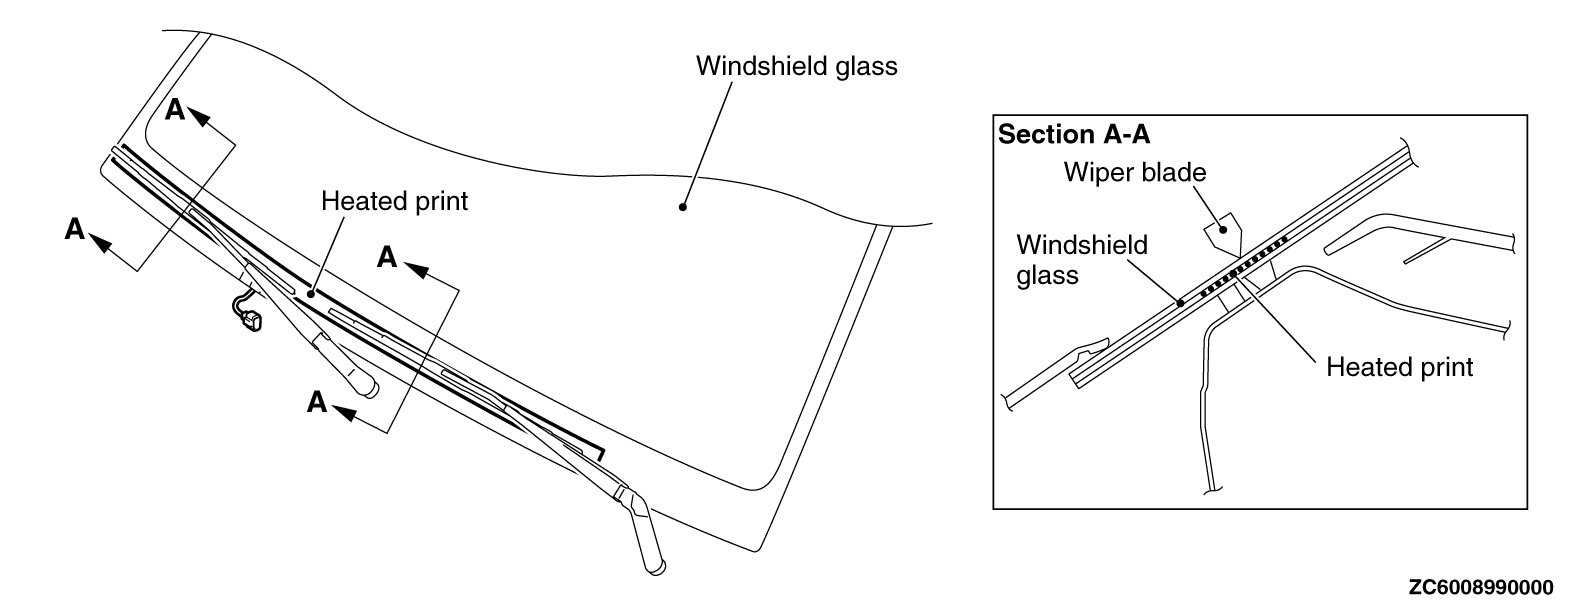 Windshield glass
A
Heated print
A
A
A
Section A-A
Wiper blade
Windshield
glass
Heated print
ZC6008990000